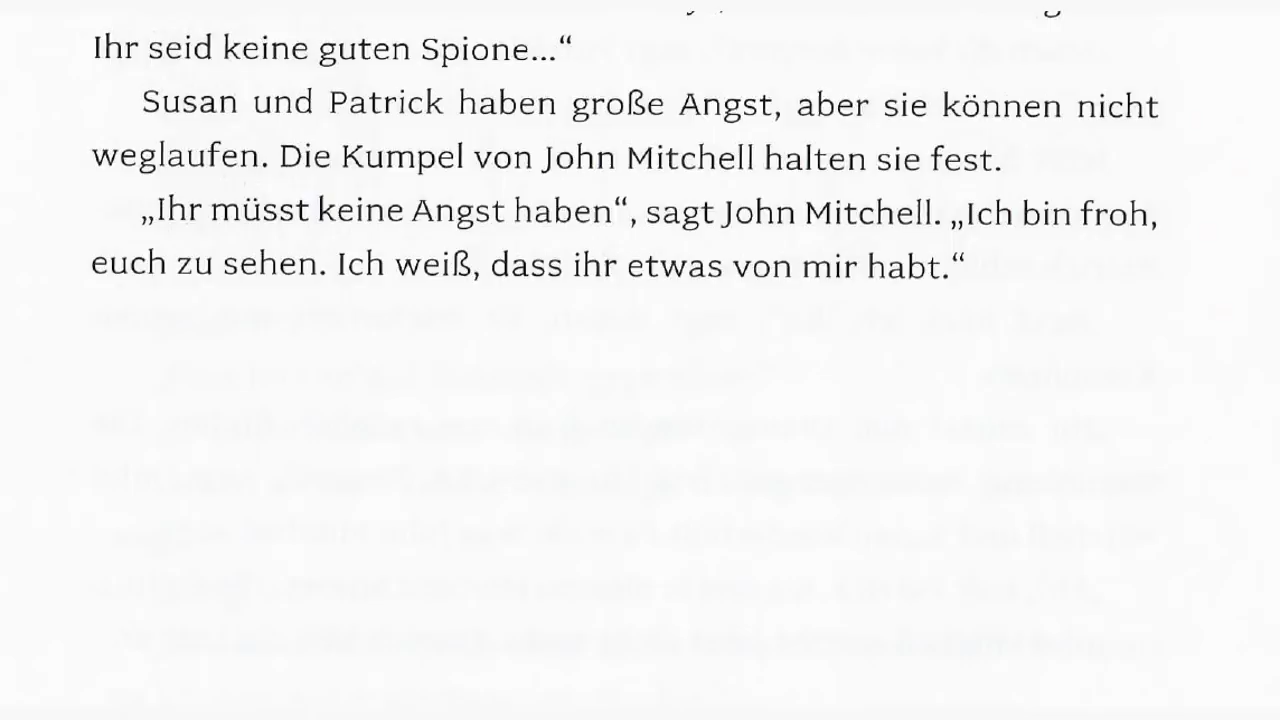 Ihr seid keine guten Spione...“
Susan und Patrick haben große Angst, aber sie können nicht
weglaufen. Die Kumpel von John Mitchell halten sie fest.
„Ihr müsst keine Angst haben“, sagt John Mitchell. „Ich bin froh,
euch zu sehen. Ich weiß, dass ihr etwas von mir habt.“